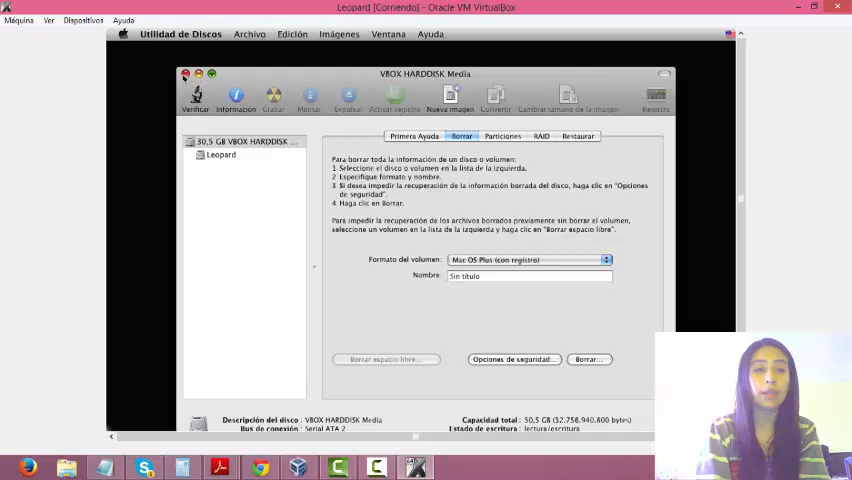 Leopard [Corriendo] - Oracle VM VirtualBox
Máquina Ver Dispositivos Ayuda
Utilidad de Discos Archivo Edición Imágenes Ventana Ayuda
VBOX HARDDISK Media
Verificar Información Grabar Montar Expulsar Activar registro Nueva imagen Convertir Cambiar tamaño de la imagen Registro
30,5 GB VBOX HARDDISK ...
Leopard
Primera Ayuda Borrar Particiones RAID Restaurar
Para borrar toda la información de un disco o volumen:
1 Seleccione el disco o volumen en la lista de la izquierda.
2 Especifique formato y nombre.
3 Si desea impedir la recuperación de la información borrada del disco, haga clic en "Opciones
de seguridad".
4 Haga clic en Borrar.
Para impedir la recuperación de los archivos borrados previamente sin borrar el volumen,
seleccione un volumen en la lista de la izquierda y haga clic en "Borrar espacio libre".
Formato del volumen: Mac OS Plus (con registro)
Nombre: Sin título
Borrar espacio libre... Opciones de seguridad... Borrar...
Descripción del disco : VBOX HARDDISK Media Capacidad total : 30,5 GB (32.756.940.800 bytes)
Bus de conexión : Serial ATA 2 Estado de escritura : lectura/escritura